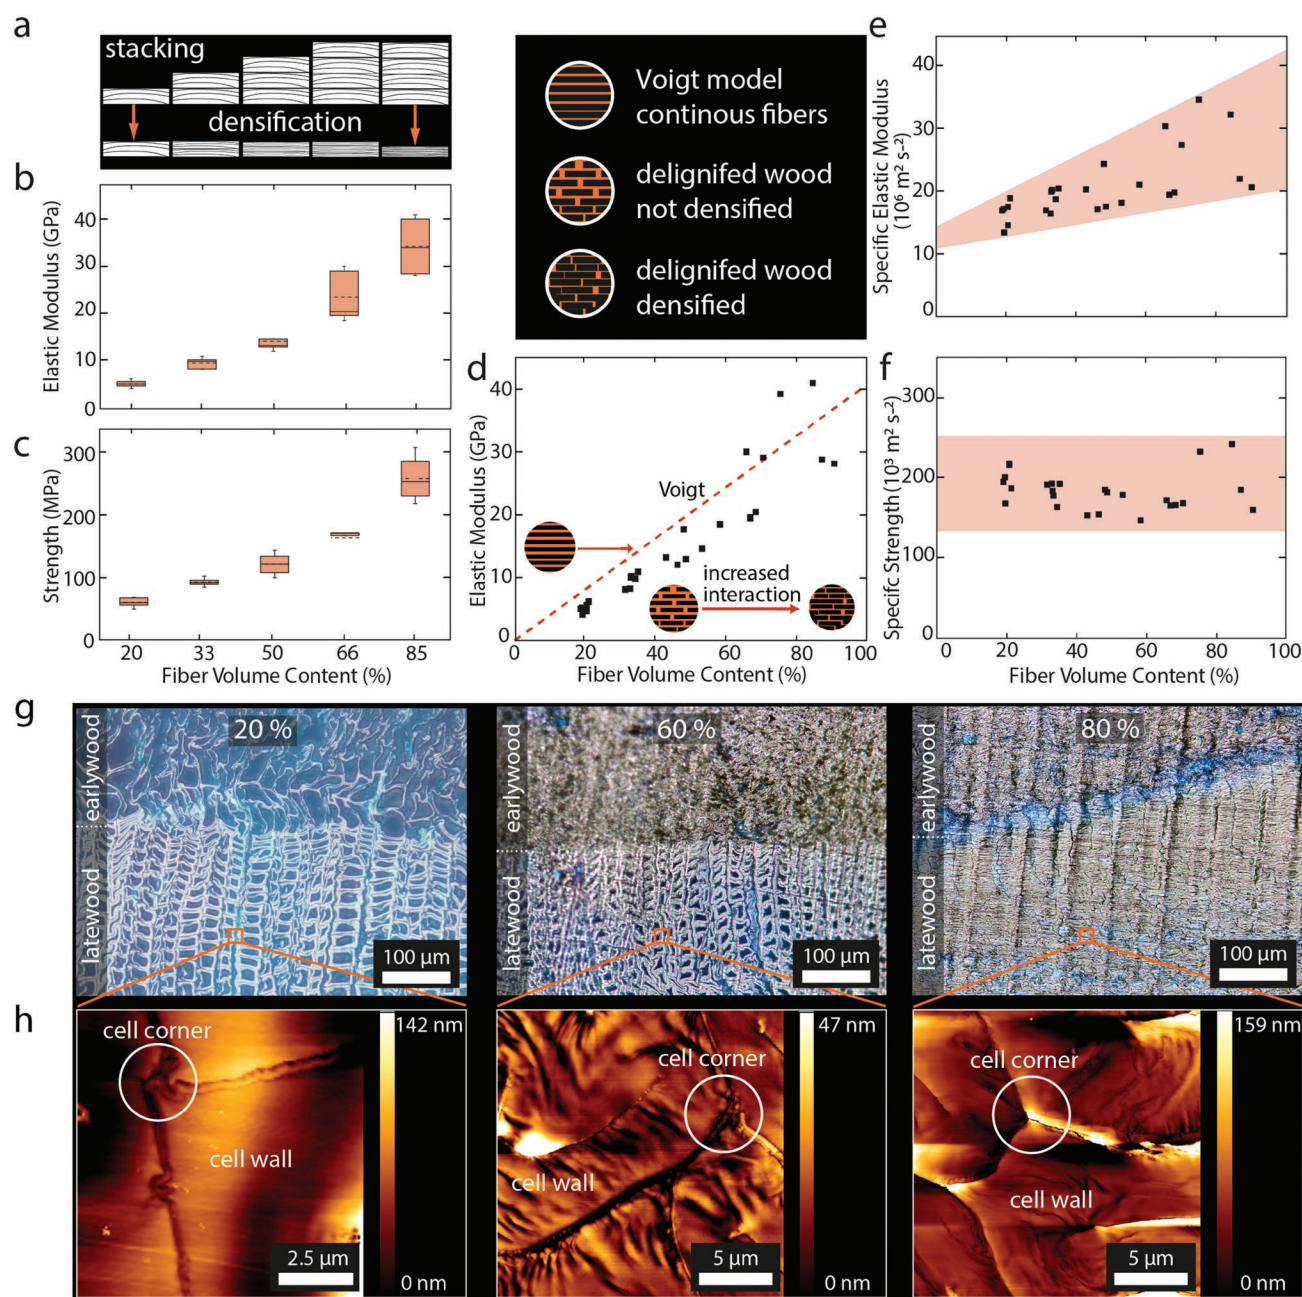 a
stacking
densification
Voigt model
continous fibers
delignifed wood
not densified
delignifed wood
densified
b
Elastic Modulus (GPa)
40
30
20
10
0
c
Strength (MPa)
300
200
100
0
20
33
50
66
85
Fiber Volume Content (%)
d
Elastic Modulus (GPa)
40
30
20
10
0
Voigt
increased
interaction
0
20
40
60
80
100
Fiber Volume Content (%)
e
Specific Elastic Modulus
(10⁶ m² s⁻²)
40
30
20
10
0
f
Specifc Strength (10³ m² s⁻²)
300
200
100
0
0
20
40
60
80
100
Fiber Volume Content (%)
g
20 %
earlywood
latewood
100 µm
60 %
earlywood
latewood
100 µm
80 %
earlywood
latewood
100 µm
h
cell corner
cell wall
2.5 µm
142 nm
0 nm
cell corner
cell wall
5 µm
47 nm
0 nm
cell corner
cell wall
5 µm
159 nm
0 nm